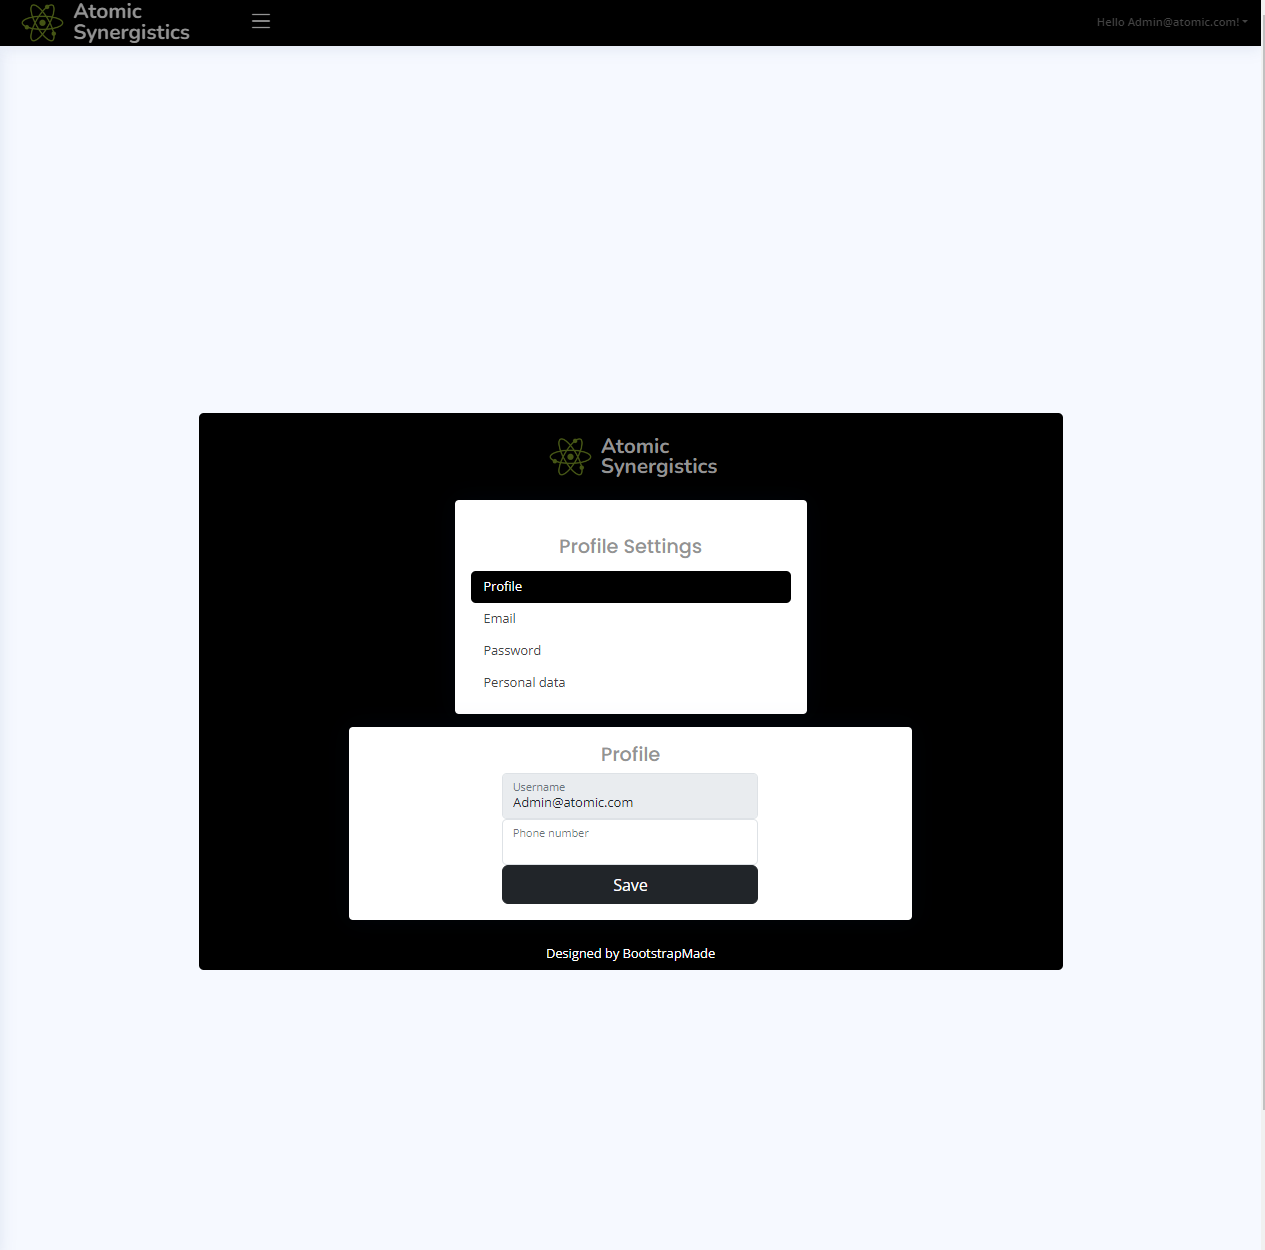 Atomic
Synergistics
Hello Admin@atomic.com!
Atomic
Synergistics
Profile Settings
Profile
Email
Password
Personal data
Profile
Username
Admin@atomic.com
Phone number
Save
Designed by BootstrapMade